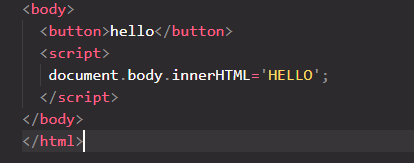 <body>
<button>hello</button>
<script>
document.body.innerHTML='HELLO';
</script>
</body>
</html>